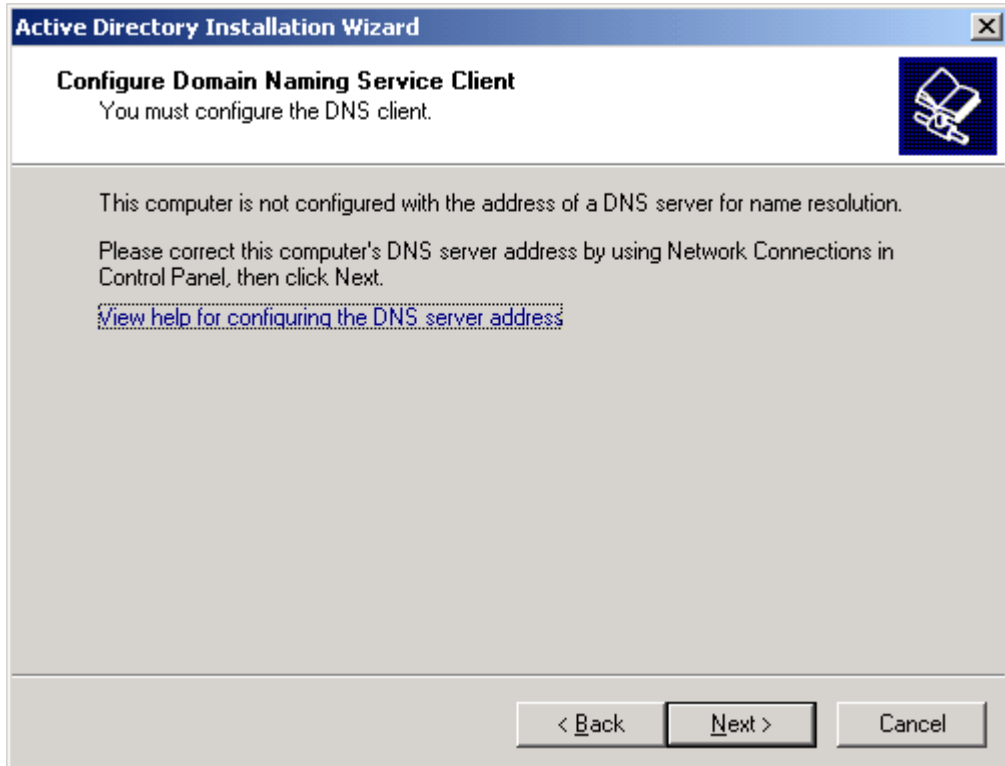 Active Directory Installation Wizard
Configure Domain Naming Service Client
You must configure the DNS client.
This computer is not configured with the address of a DNS server for name resolution.
Please correct this computer's DNS server address by using Network Connections in
Control Panel, then click Next.
View help for configuring the DNS server address
< Back
Next >
Cancel